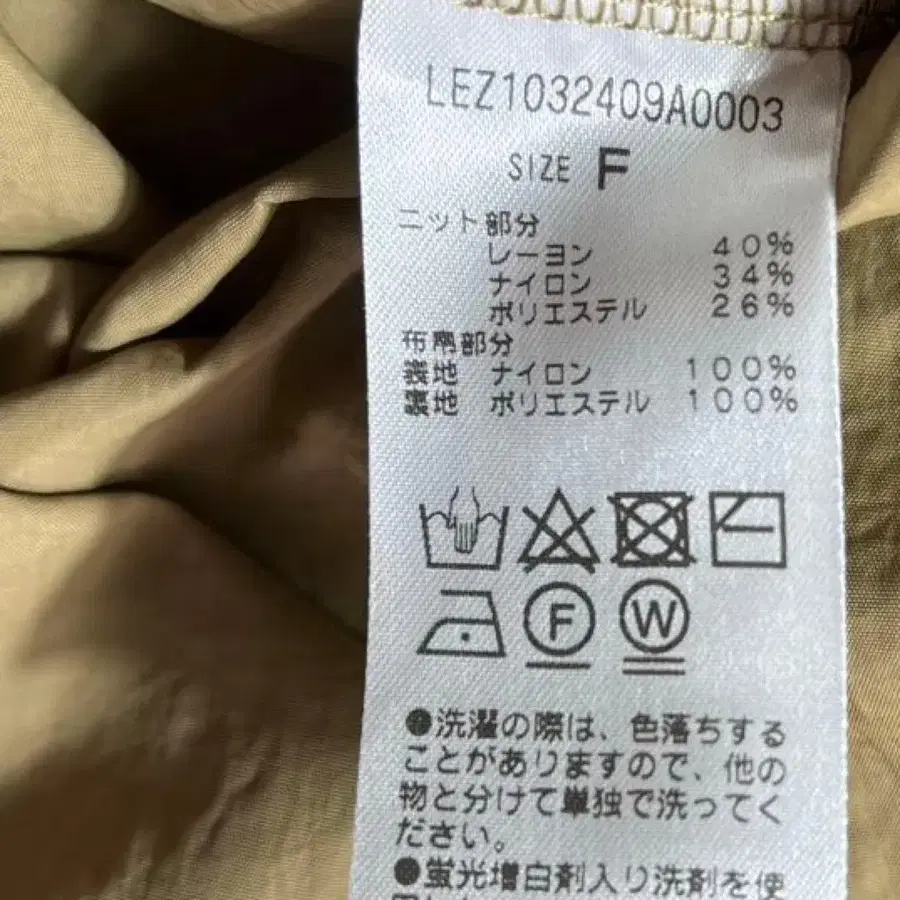 LEZ1032409A0003
SIZE F
ニット部分
レーヨン 40%
ナイロン 34%
ポリエステル 26%
布帛部分
表地 ナイロン 100%
裏地 ポリエステル 100%
F W
●洗濯の際は、色落ちする
ことがありますので、他の
物と分けて単独で洗ってく
ださい。
●蛍光増白剤入り洗剤を使